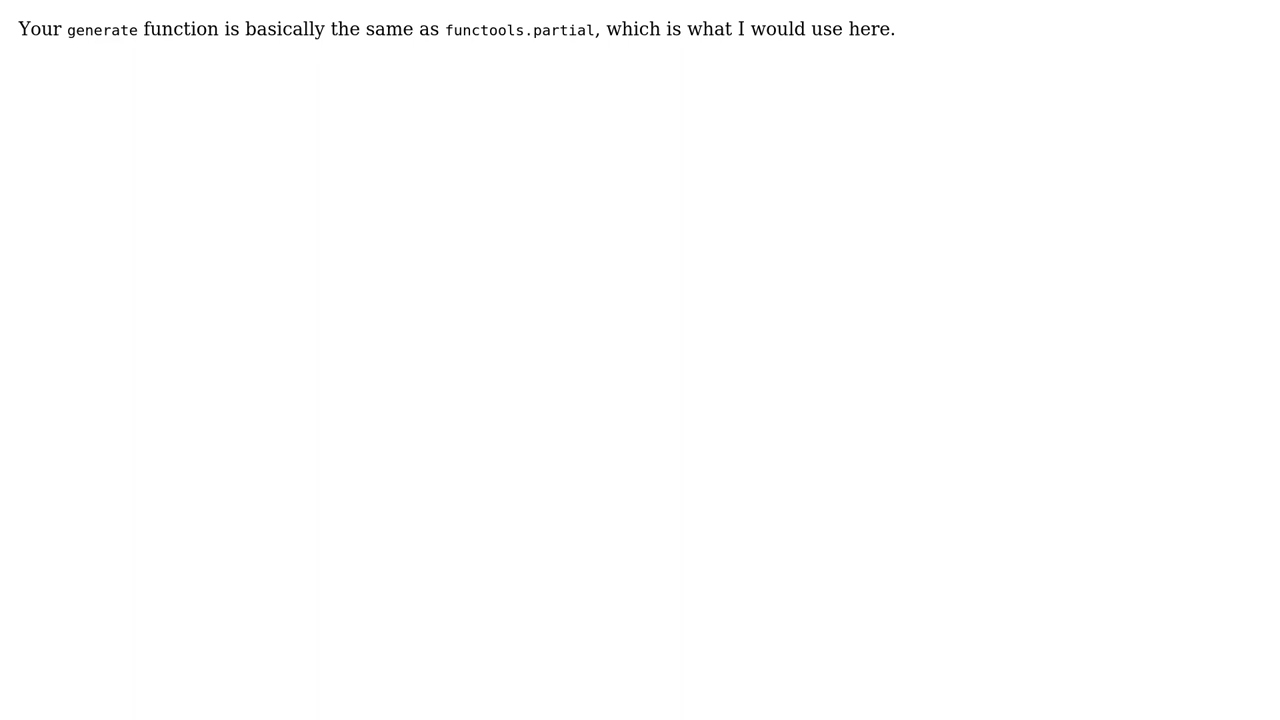 Your generate function is basically the same as functools.partial, which is what I would use here.